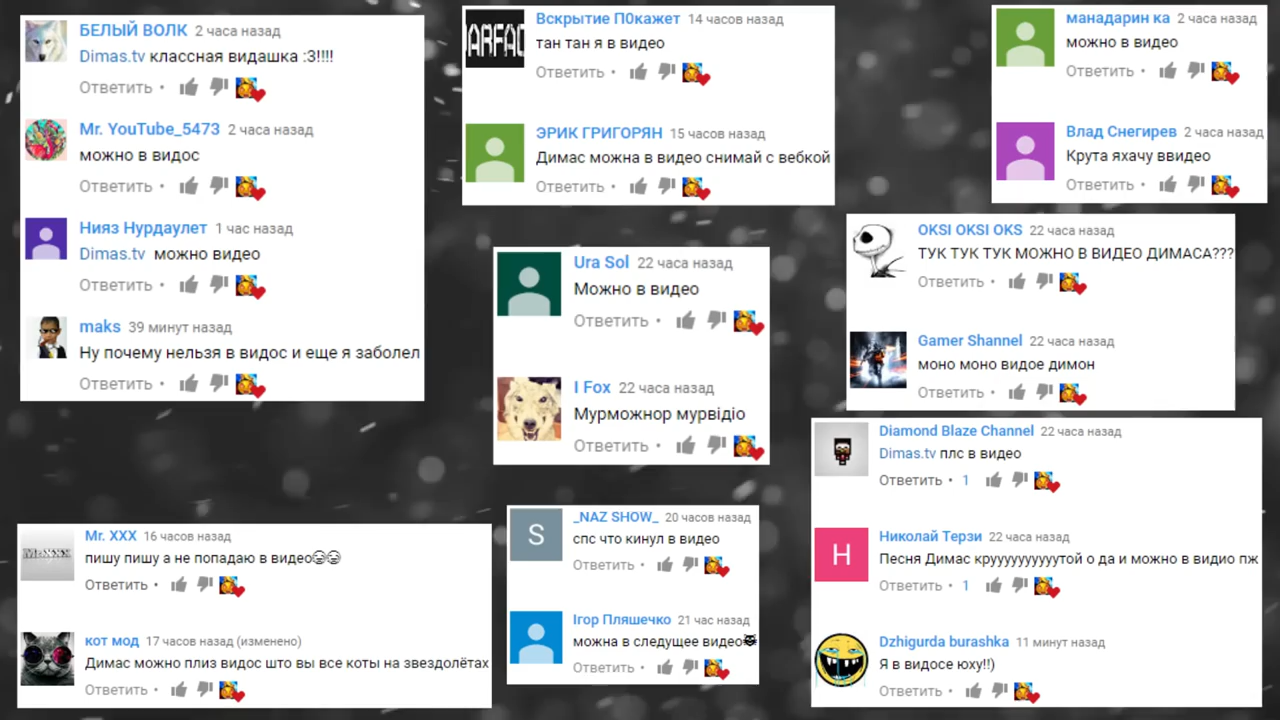 БЕЛЫЙ ВОЛК 2 часа назад
Dimas.tv классная видашка :3!!!!
Ответить •
Mr. YouTube_5473 2 часа назад
можно в видос
Ответить •
Нияз Нурдаулет 1 час назад
Dimas.tv можно видео
Ответить •
maks 39 минут назад
Ну почему нельзя в видос и еще я заболел
Ответить •
Вскрытие П0кажет 14 часов назад
тан тан я в видео
Ответить •
ЭРИК ГРИГОРЯН 15 часов назад
Димас можна в видео снимай с вебкой
Ответить •
манадарин ка 2 часа назад
можно в видео
Ответить •
Влад Снегирев 2 часа назад
Крута яхачу ввидео
Ответить •
Ura Sol 22 часа назад
Можно в видео
Ответить •
I Fox 22 часа назад
Мурможнор мурвідіо
Ответить •
OKSI OKSI OKS 22 часа назад
ТУК ТУК ТУК МОЖНО В ВИДЕО ДИМАСА???
Ответить •
Gamer Shannel 22 часа назад
моно моно видое димон
Ответить •
Diamond Blaze Channel 22 часа назад
Dimas.tv плс в видео
Ответить • 1
Николай Терзи 22 часа назад
Н
Песня Димас крууууууууутой о да и можно в видио пж
Ответить • 1
Dzhigurda burashka 11 минут назад
Я в видосе юху!!)
Ответить •
Mr. XXX 16 часов назад
пишу пишу а не попадаю в видео😪😪
Ответить •
кот мод 17 часов назад (изменено)
Димас можно плиз видос што вы все коты на звездолётах
Ответить •
_NAZ SHOW_ 20 часов назад
S
спс что кинул в видео
Ответить •
Ігор Пляшечко 21 час назад
можна в следущее видео
Ответить •